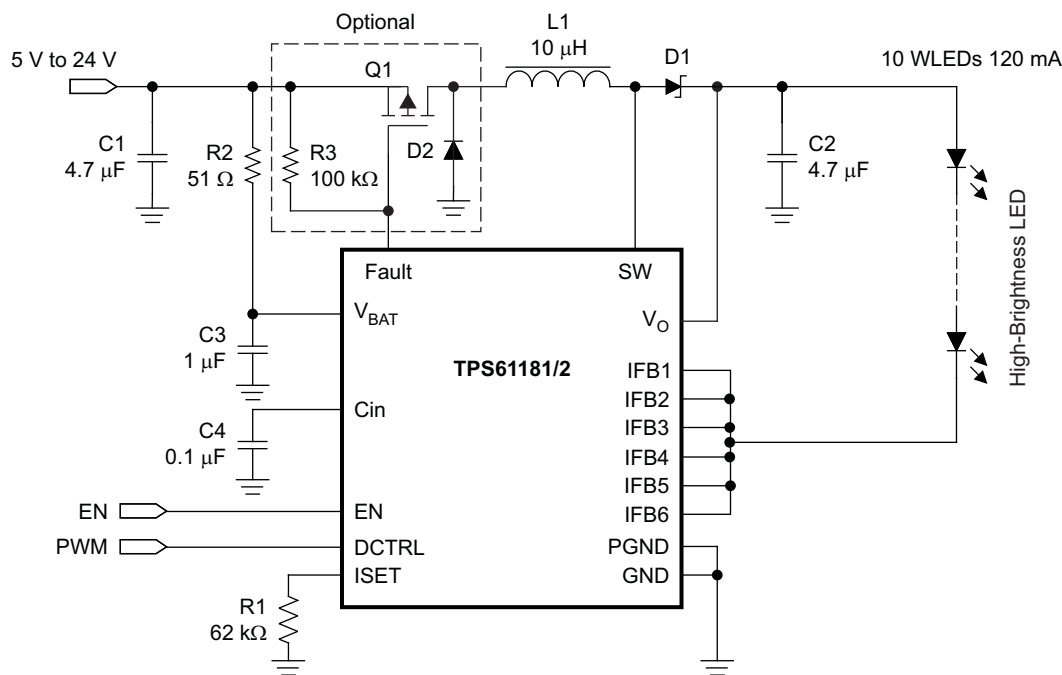 Optional
L1
10 μH
5 V to 24 V
Q1
D1
10 WLEDs 120 mA
C1
4.7 μF
R2
51 Ω
R3
100 kΩ
D2
C2
4.7 μF
High-Brightness LED
Fault
SW
VBAT
VO
C3
1 μF
TPS61181/2
IFB1
IFB2
IFB3
IFB4
IFB5
IFB6
Cin
C4
0.1 μF
EN
EN
PWM
DCTRL
PGND
ISET
GND
R1
62 kΩ